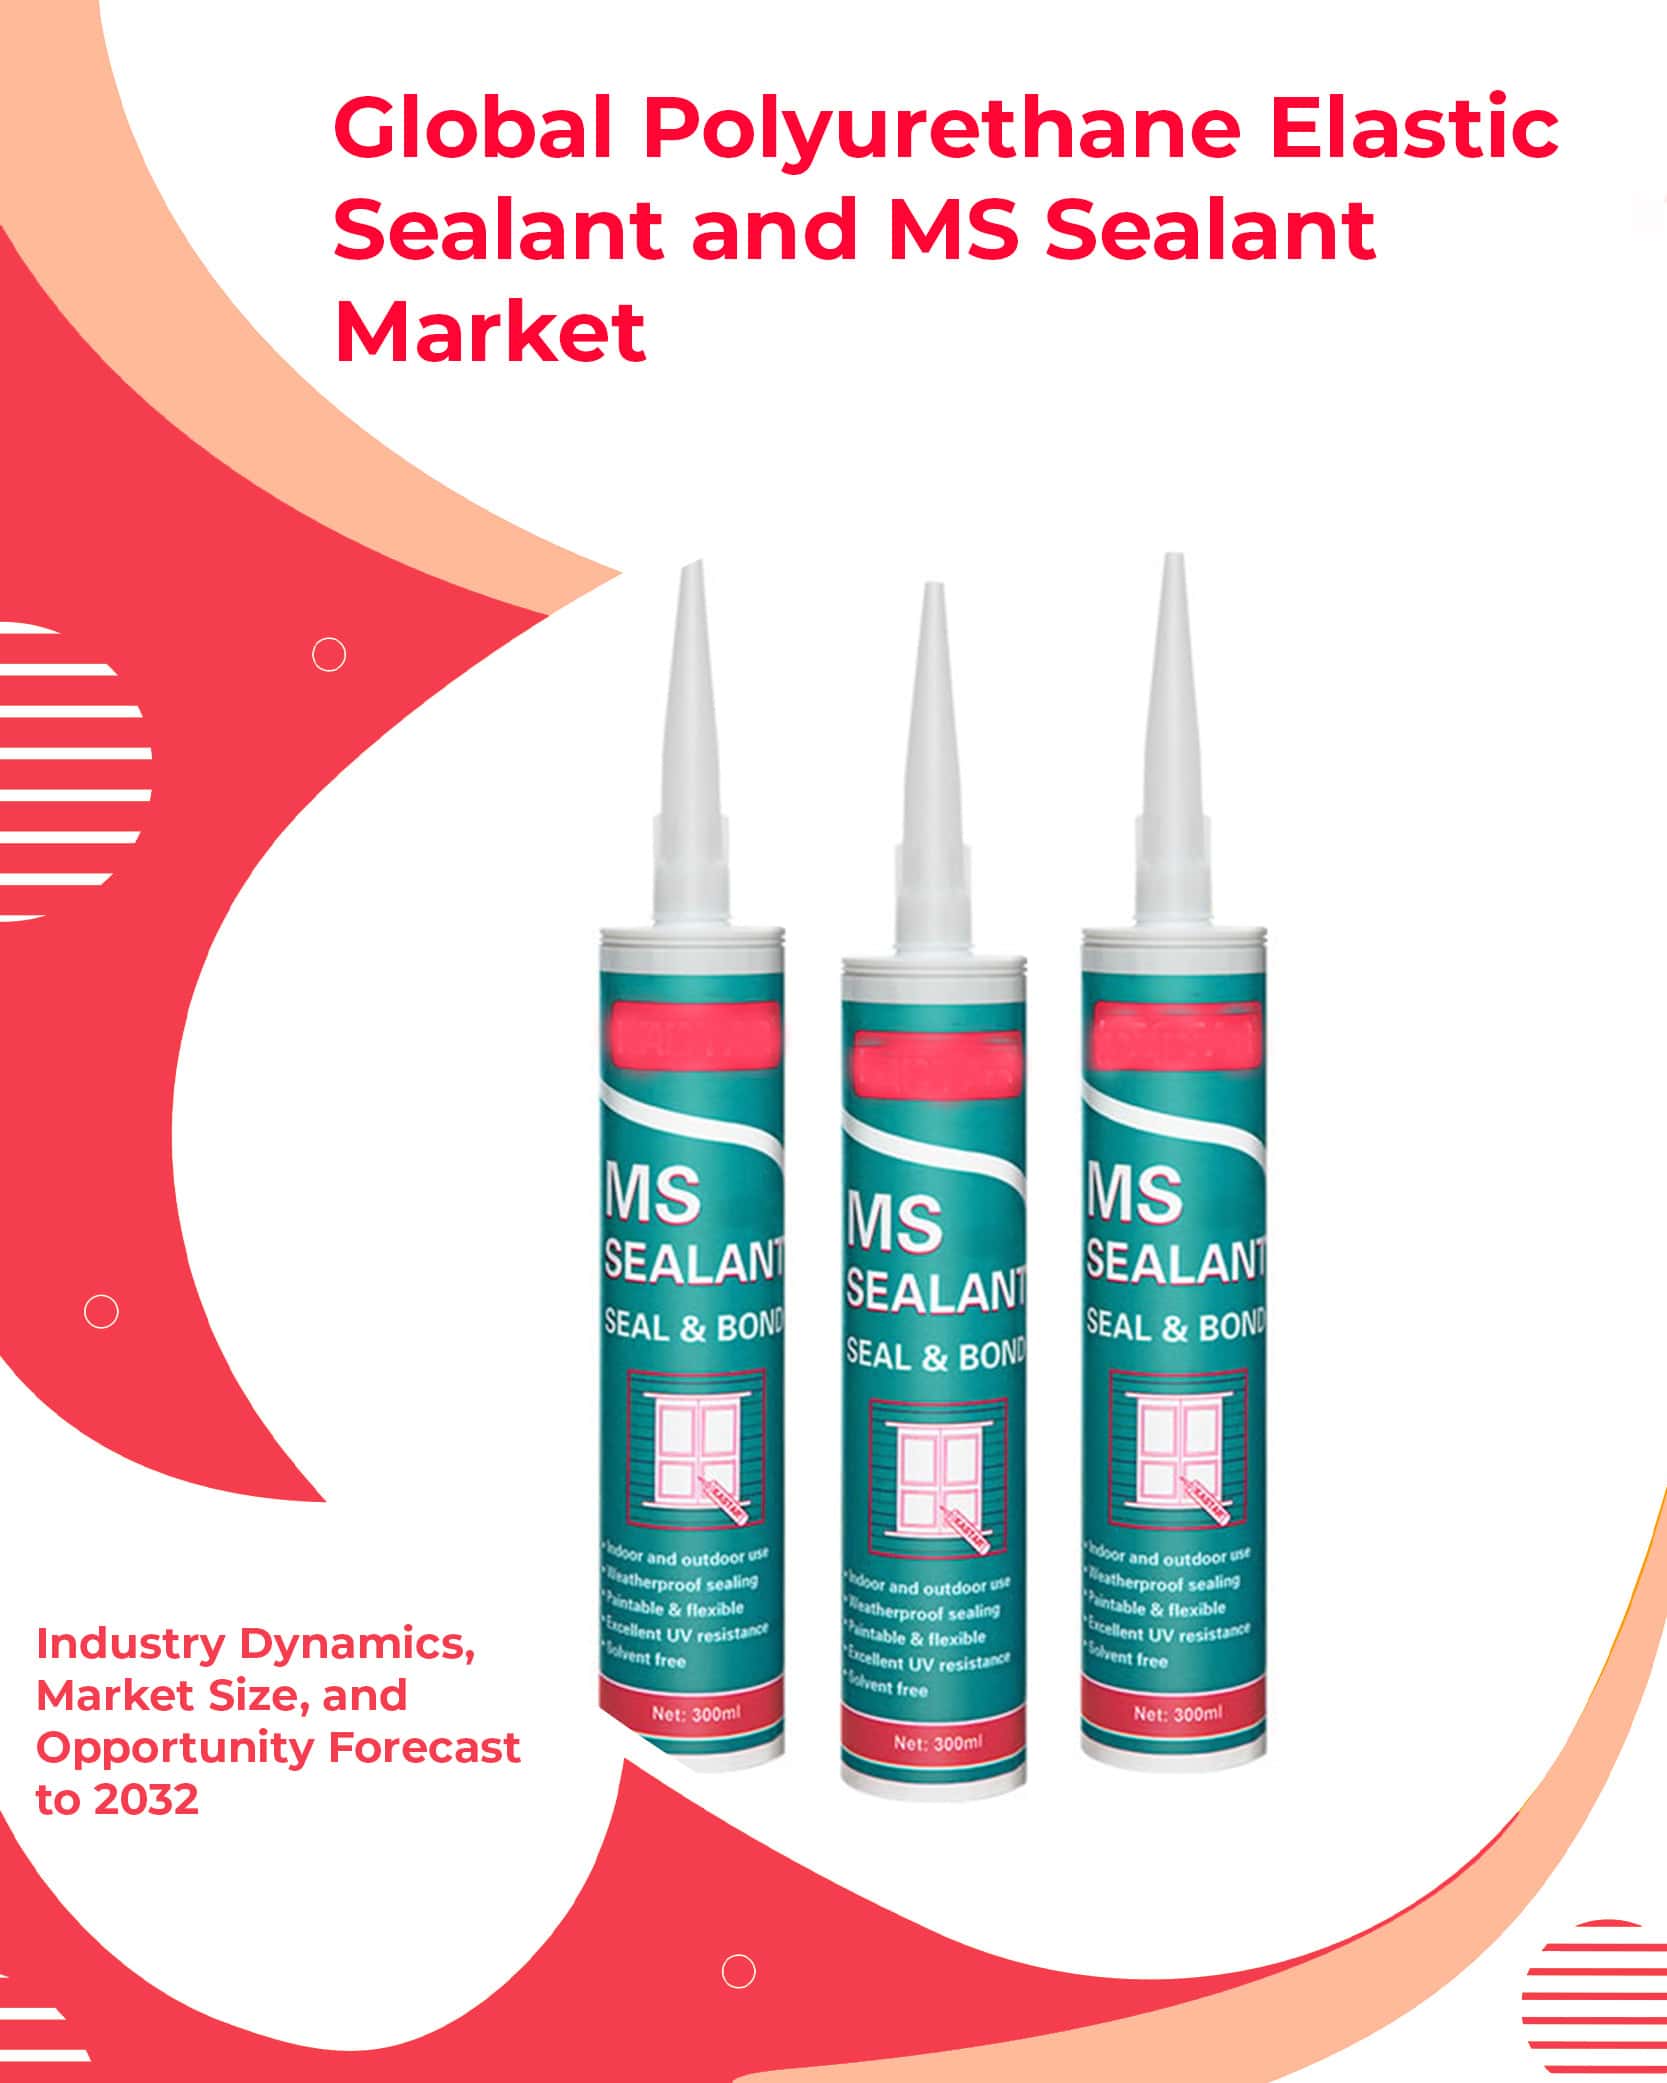 Global Polyurethane Elastic
Sealant and MS Sealant
Market
MS
SEALANT
SEAL & BOND
KASTAR
Indoor and outdoor use
Weatherproof sealing
Paintable & flexible
Excellent UV resistance
Solvent free
Net: 300ml
MS
SEALANT
SEAL & BOND
KASTAR
Indoor and outdoor use
Weatherproof sealing
Paintable & flexible
Excellent UV resistance
Solvent free
Net: 300ml
MS
SEALANT
SEAL & BOND
KASTAR
Indoor and outdoor use
Weatherproof sealing
Paintable & flexible
Excellent UV resistance
Solvent free
Net: 300ml
Industry Dynamics,
Market Size, and
Opportunity Forecast
to 2032